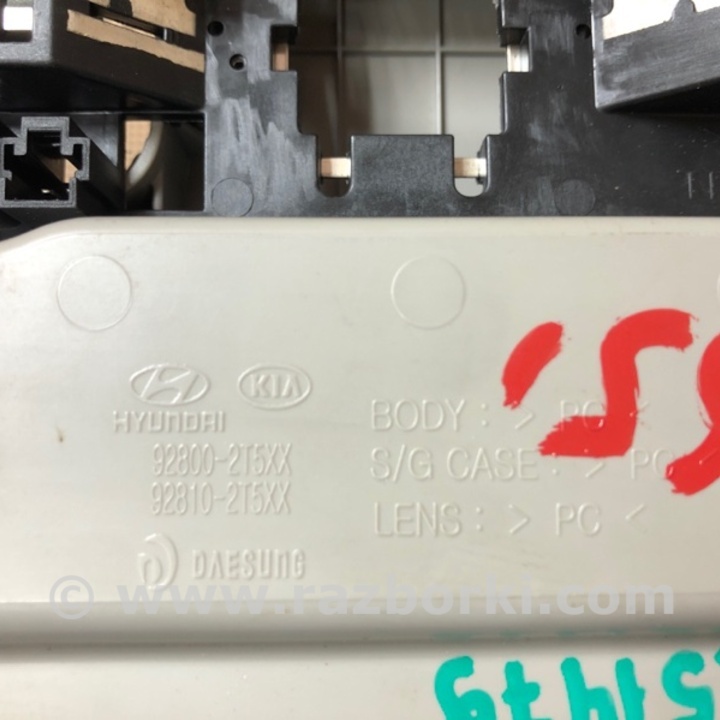 HYUNDAI KIA
92800-2T5XX
92810-2T5XX
DAESUNG
BODY : > PC <
S/G CASE : > PC <
LENS : > PC <
© www.razborki.com